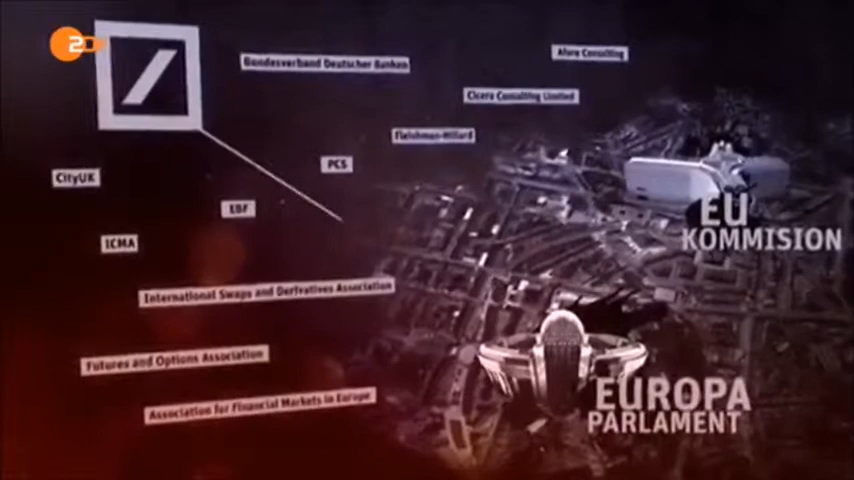 2
Bundesverband Deutscher Banken
Afore Consulting
Cicero Consulting Limited
Fleishman-Hillard
PCS
CityUK
EBF
ICMA
EU
KOMMISION
International Swaps and Derivatives Association
Futures and Options Association
Association for Financial Markets in Europe
EUROPA
PARLAMENT